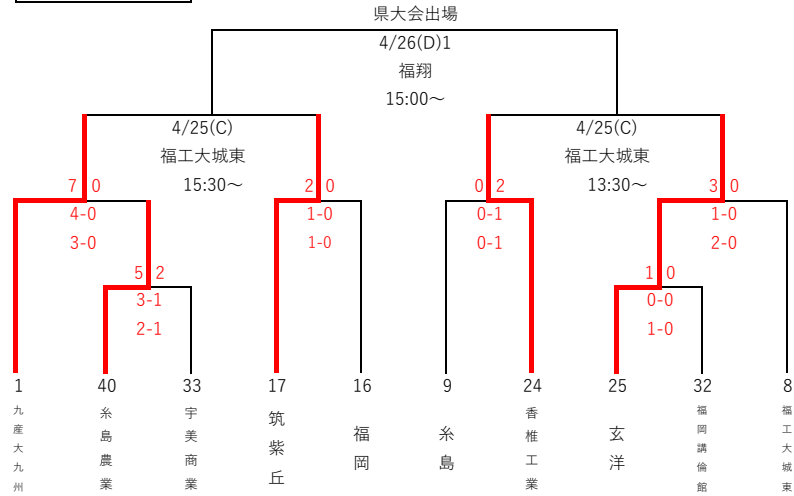 県大会出場
4/26(D)1
福翔
15:00～
4/25(C) 4/25(C)
福工大城東 福工大城東
15:30～ 13:30～
7 0 2 0 0 2 3 0
4-0 1-0 0-1 1-0
3-0 1-0 0-1 2-0
5 2 1 0
3-1 0-0
2-1 1-0
1 40 33 17 16 9 24 25 32 8
九産大九州
糸島農業
宇美商業
筑紫丘
福岡
糸島
香椎工業
玄洋
福岡講倫館
福工大城東